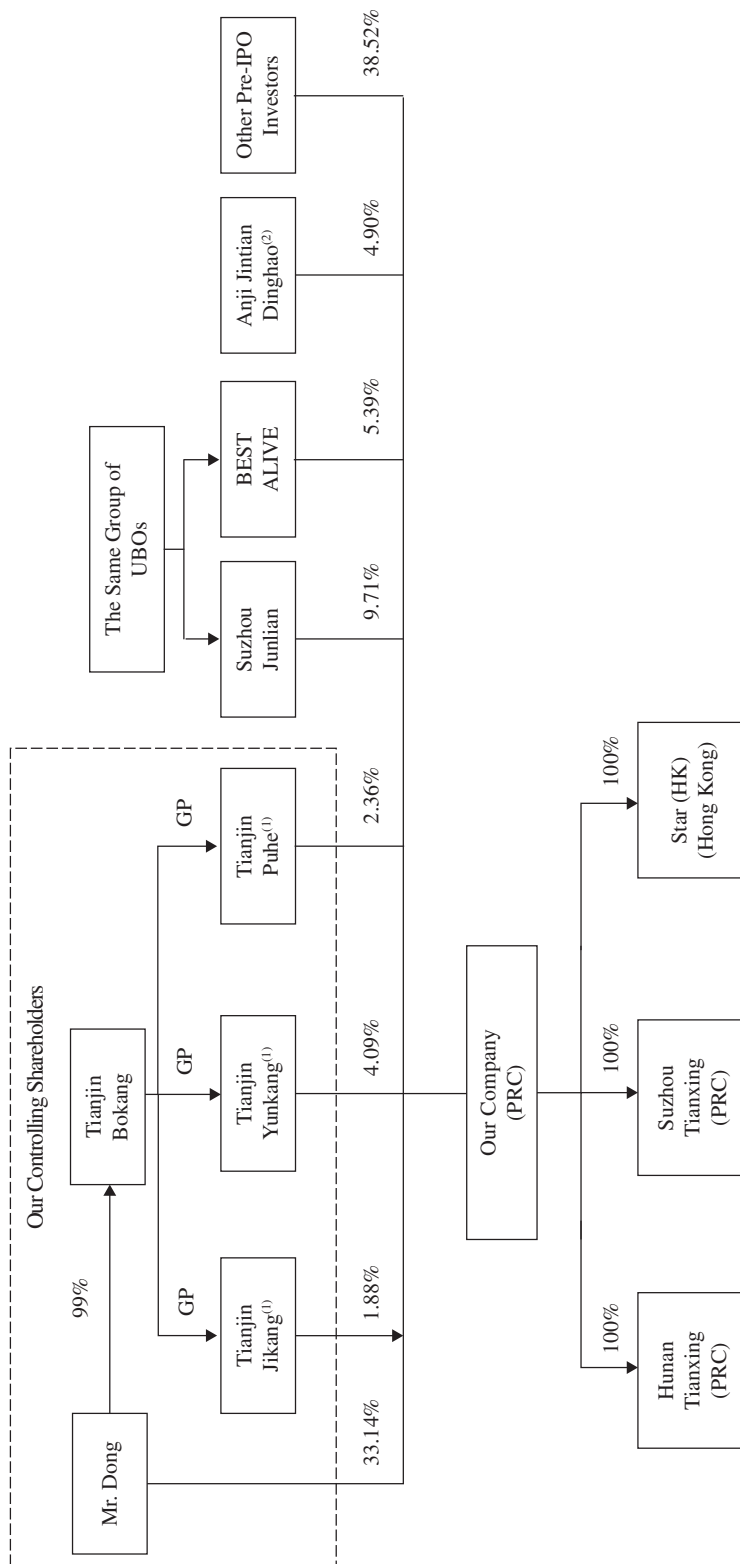 Our Controlling Shareholders
Mr. Dong
99%
Tianjin
Bokang
The Same Group of
UBOs
GP
GP
GP
Tianjin
Jikang(1)
Tianjin
Yunkang(1)
Tianjin
Puhe(1)
Suzhou
Junlian
BEST
ALIVE
Anji Jintian
Dinghao(2)
Other Pre-IPO
Investors
33.14%
1.88%
4.09%
2.36%
9.71%
5.39%
4.90%
38.52%
Our Company
(PRC)
100%
100%
100%
Hunan
Tianxing
(PRC)
Suzhou
Tianxing
(PRC)
Star (HK)
(Hong Kong)